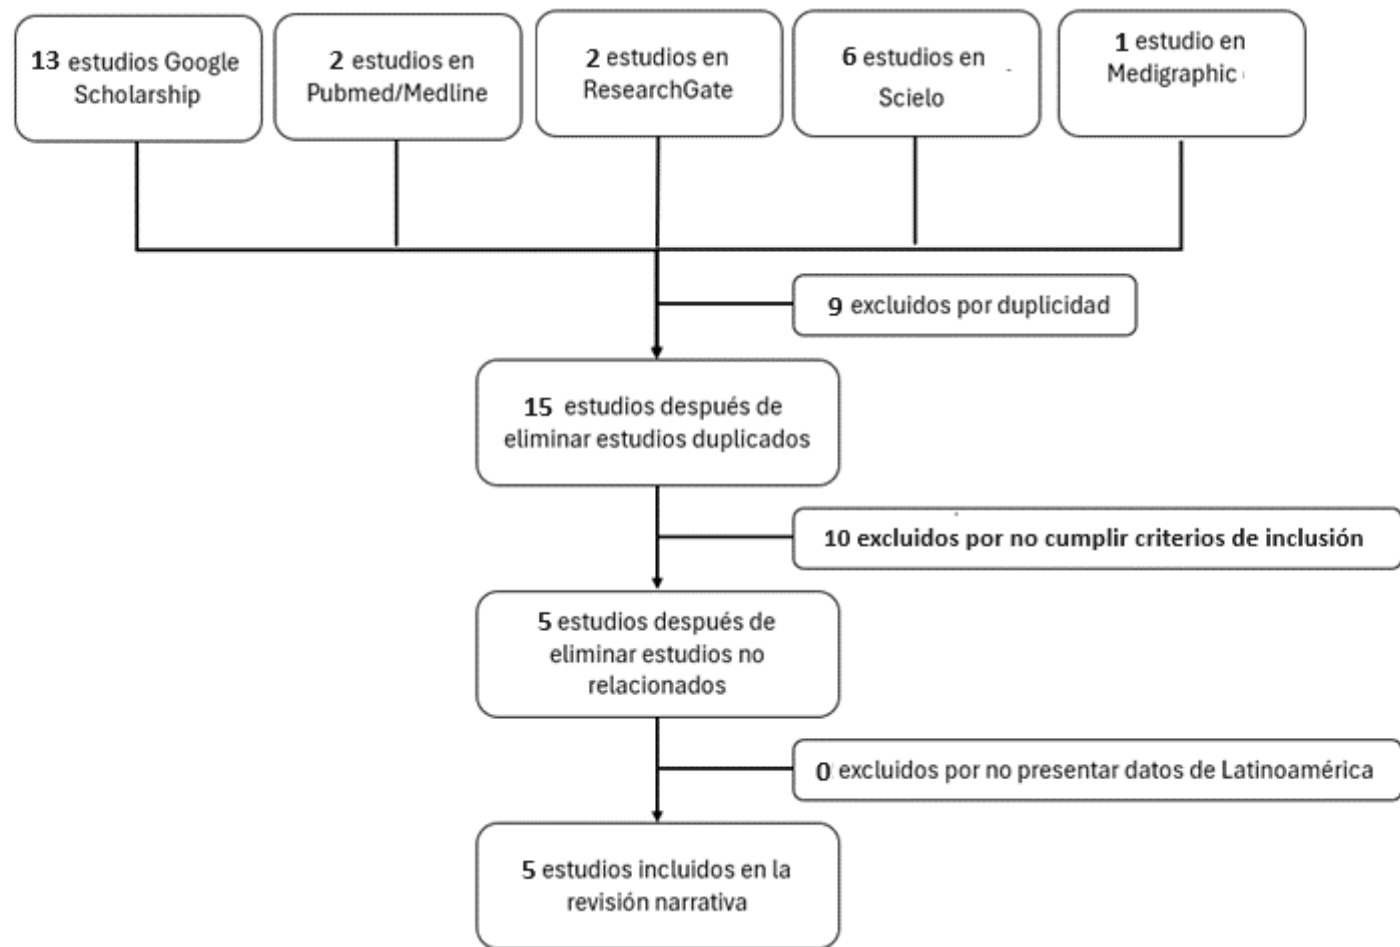 13 estudios Google
Scholarship
2 estudios en
Pubmed/Medline
2 estudios en
ResearchGate
6 estudios en
Scielo
1 estudio en
Medigraphic
9 excluidos por duplicidad
15 estudios después de
eliminar estudios duplicados
10 excluidos por no cumplir criterios de inclusión
5 estudios después de
eliminar estudios no
relacionados
0 excluidos por no presentar datos de Latinoamérica
5 estudios incluidos en la
revisión narrativa